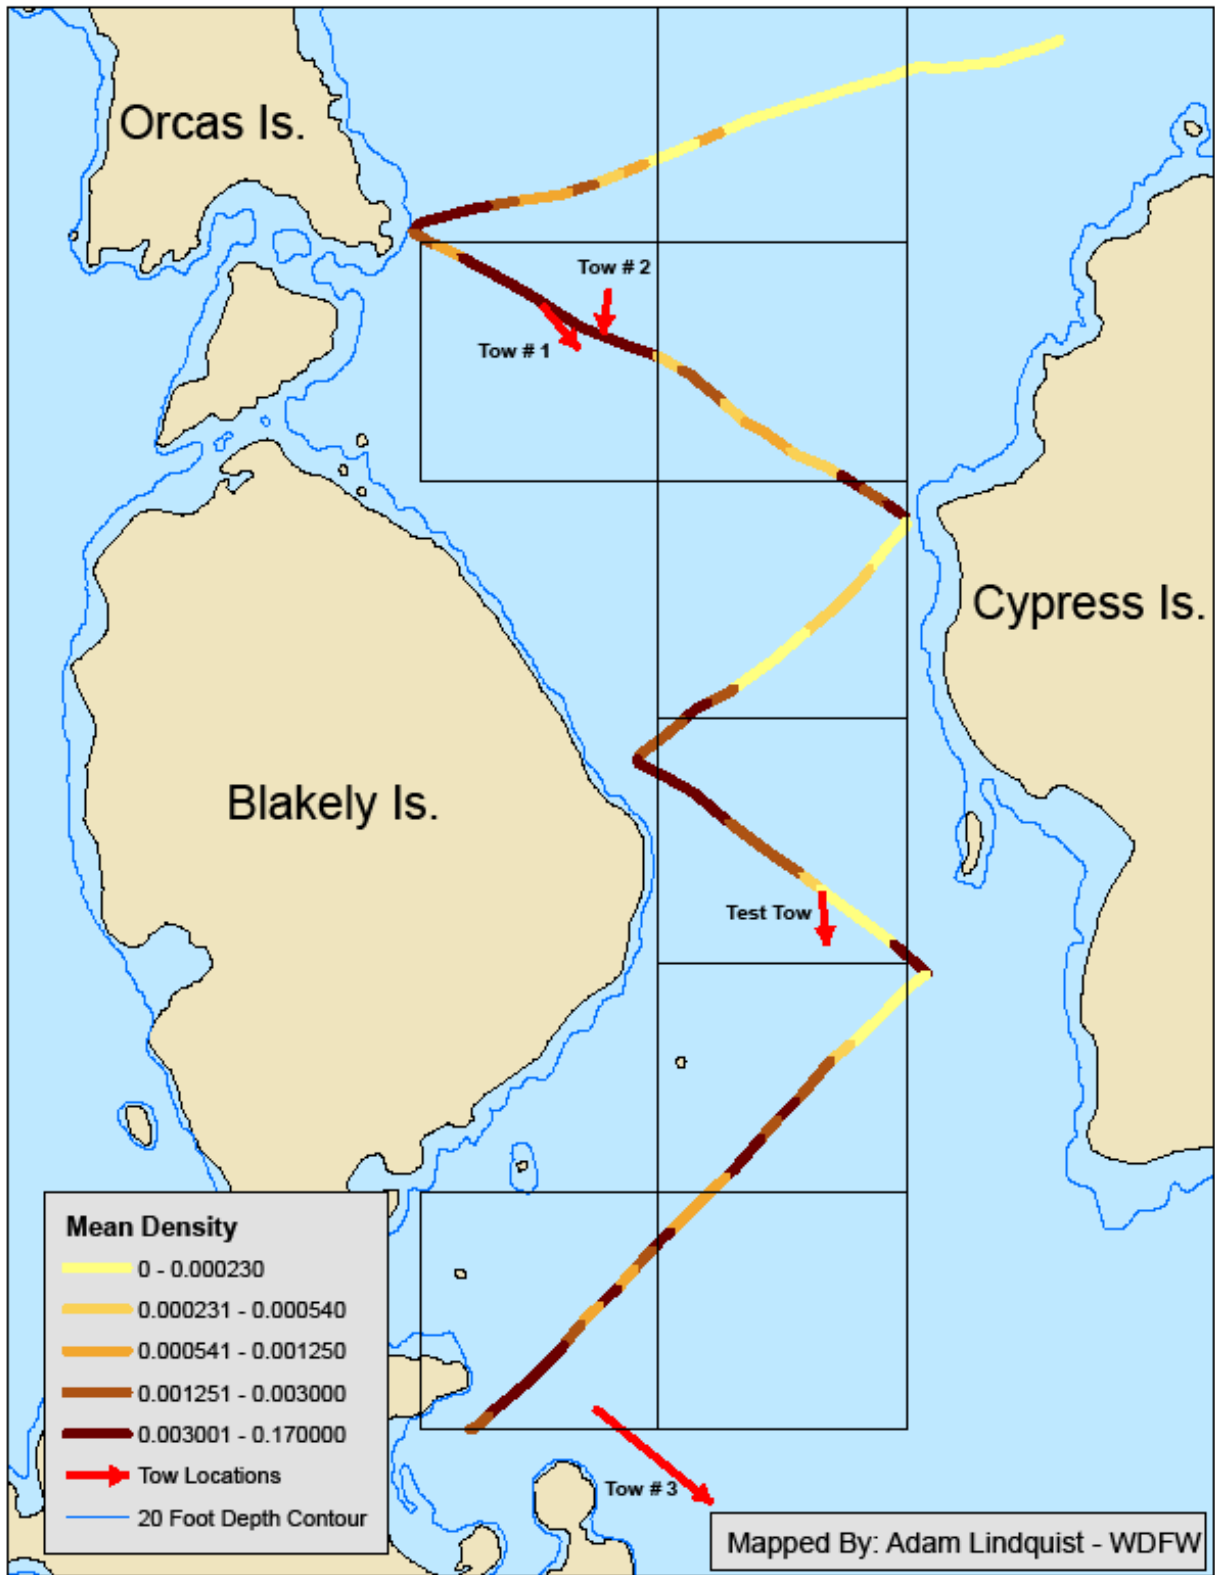 Orcas Is.
Tow # 2
Tow # 1
Cypress Is.
Blakely Is.
Test Tow
Mean Density
0 - 0.000230
0.000231 - 0.000540
0.000541 - 0.001250
0.001251 - 0.003000
0.003001 - 0.170000
Tow Locations
20 Foot Depth Contour
Tow # 3
Mapped By: Adam Lindquist - WDFW